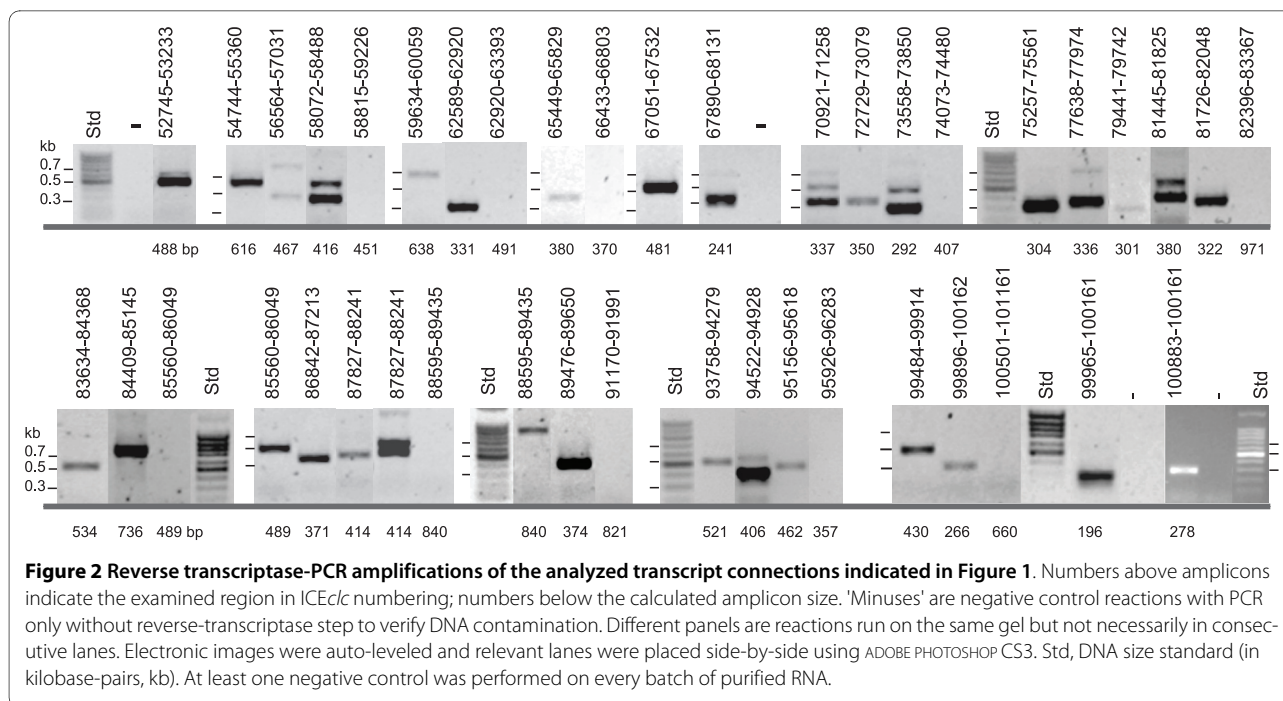 Std - 52745-53233 54744-55360 56564-57031 58072-58488 58815-59226 59634-60059 62589-62920 62920-63393 65449-65829 66433-66803 67051-67532 67890-68131 - 70921-71258 72729-73079 73558-73850 74073-74480 Std 75257-75561 77638-77974 79441-79742 81445-81825 81726-82048 82396-83367
kb
0.7
0.5
0.3
488 bp 616 467 416 451 638 331 491 380 370 481 241 337 350 292 407 304 336 301 380 322 971
83634-84368 84409-85145 85560-86049 Std 85560-86049 86842-87213 87827-88241 87827-88241 88595-89435 Std 88595-89435 89476-89650 91170-91991 Std 93758-94279 94522-94928 95156-95618 95926-96283 99484-99914 99896-100162 100501-101161 Std 99965-100161 - 100883-100161 - Std
kb
0.7
0.5
0.3
534 736 489 bp 489 371 414 414 840 840 374 821 521 406 462 357 430 266 660 196 278
Figure 2 Reverse transcriptase-PCR amplifications of the analyzed transcript connections indicated in Figure 1. Numbers above amplicons
indicate the examined region in ICEclc numbering; numbers below the calculated amplicon size. 'Minuses' are negative control reactions with PCR
only without reverse-transcriptase step to verify DNA contamination. Different panels are reactions run on the same gel but not necessarily in consec-
utive lanes. Electronic images were auto-leveled and relevant lanes were placed side-by-side using ADOBE PHOTOSHOP CS3. Std, DNA size standard (in
kilobase-pairs, kb). At least one negative control was performed on every batch of purified RNA.